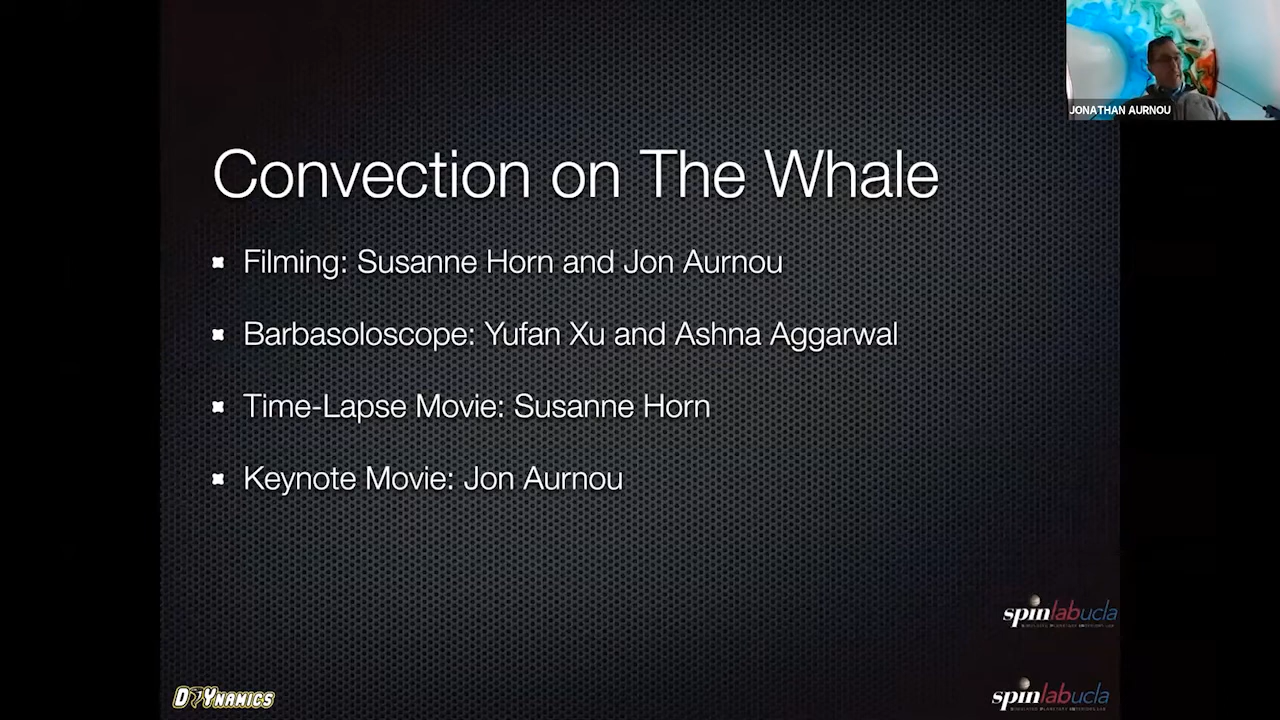 JONATHAN AURNOU
Convection on The Whale
Filming: Susanne Horn and Jon Aurnou
Barbasoloscope: Yufan Xu and Ashna Aggarwal
Time-Lapse Movie: Susanne Horn
Keynote Movie: Jon Aurnou
spinlabucla
DIYnamics
spinlabucla